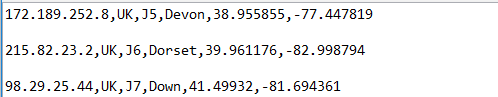 172.189.252.8,UK,J5,Devon,38.955855,-77.447819
215.82.23.2,UK,J6,Dorset,39.961176,-82.998794
98.29.25.44,UK,J7,Down,41.49932,-81.694361